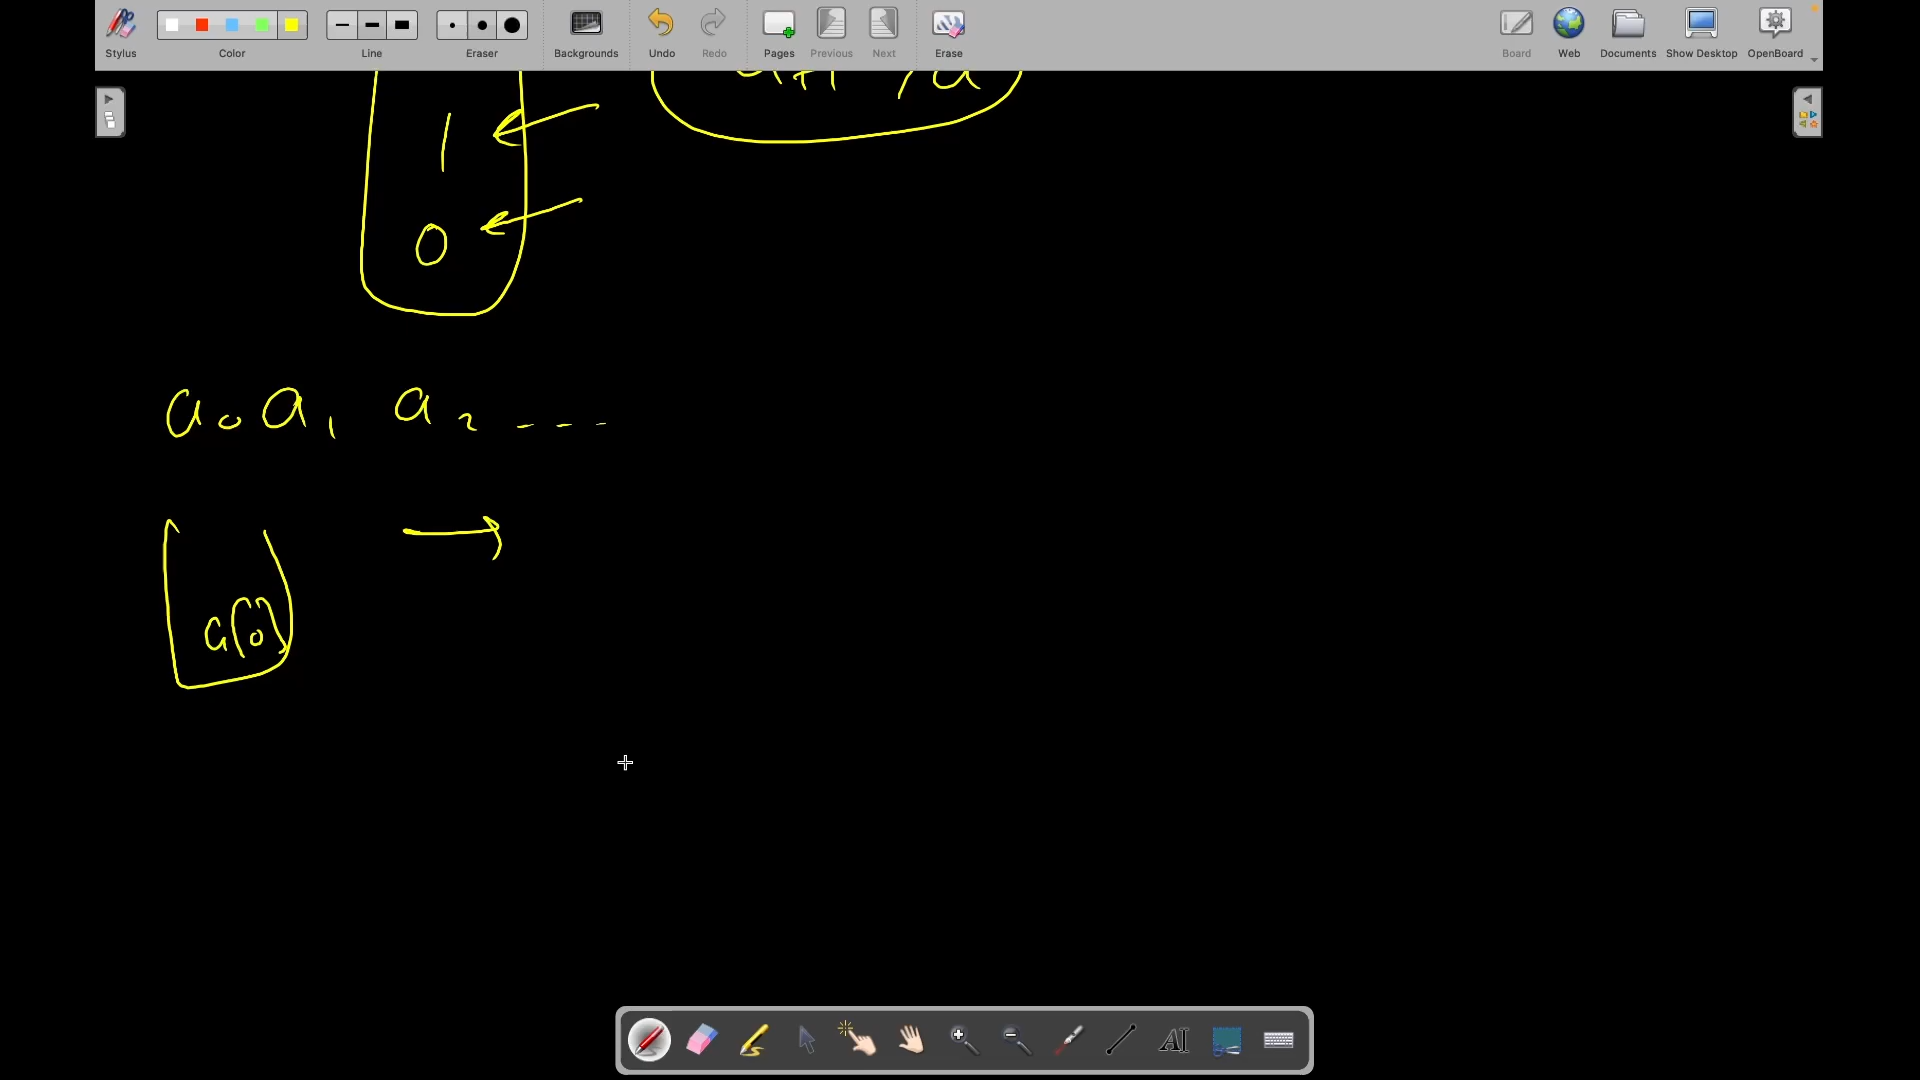 Stylus Color Line Eraser Backgrounds Undo Redo Pages Previous Next Erase Board Web Documents Show Desktop OpenBoard
1
0
a₀ a₁ a₂ ---
a(0)
AI